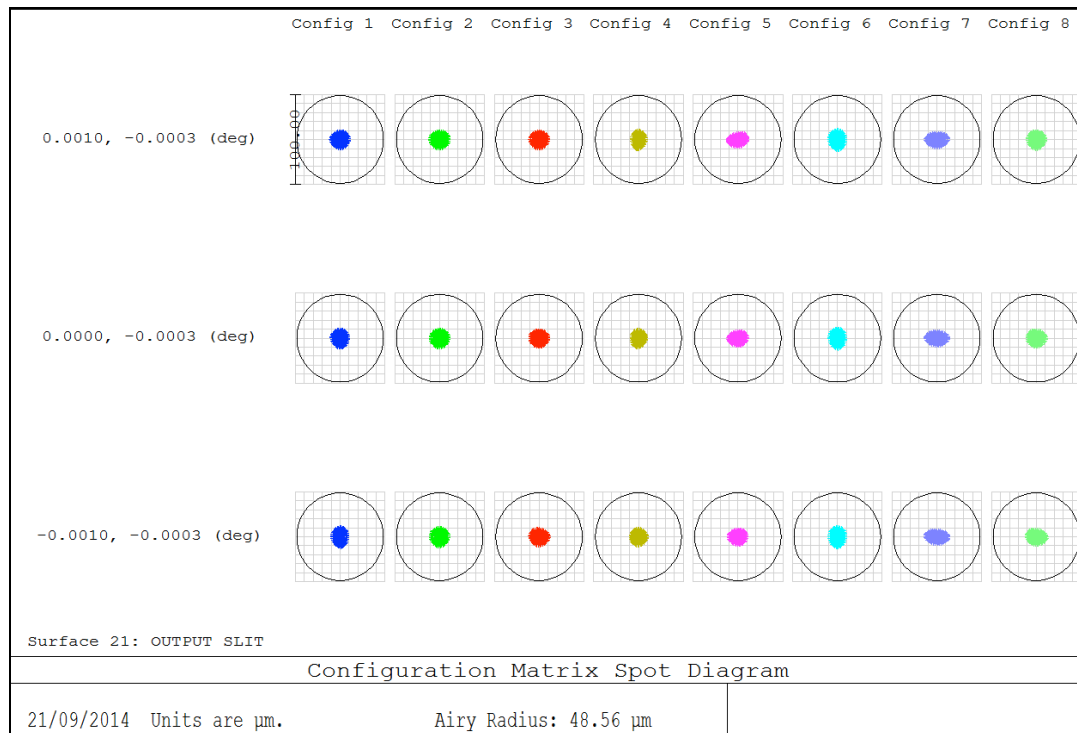 Config 1 Config 2 Config 3 Config 4 Config 5 Config 6 Config 7 Config 8
100.00
0.0010, -0.0003 (deg)
0.0000, -0.0003 (deg)
-0.0010, -0.0003 (deg)
Surface 21: OUTPUT SLIT
Configuration Matrix Spot Diagram
21/09/2014 Units are µm. Airy Radius: 48.56 µm